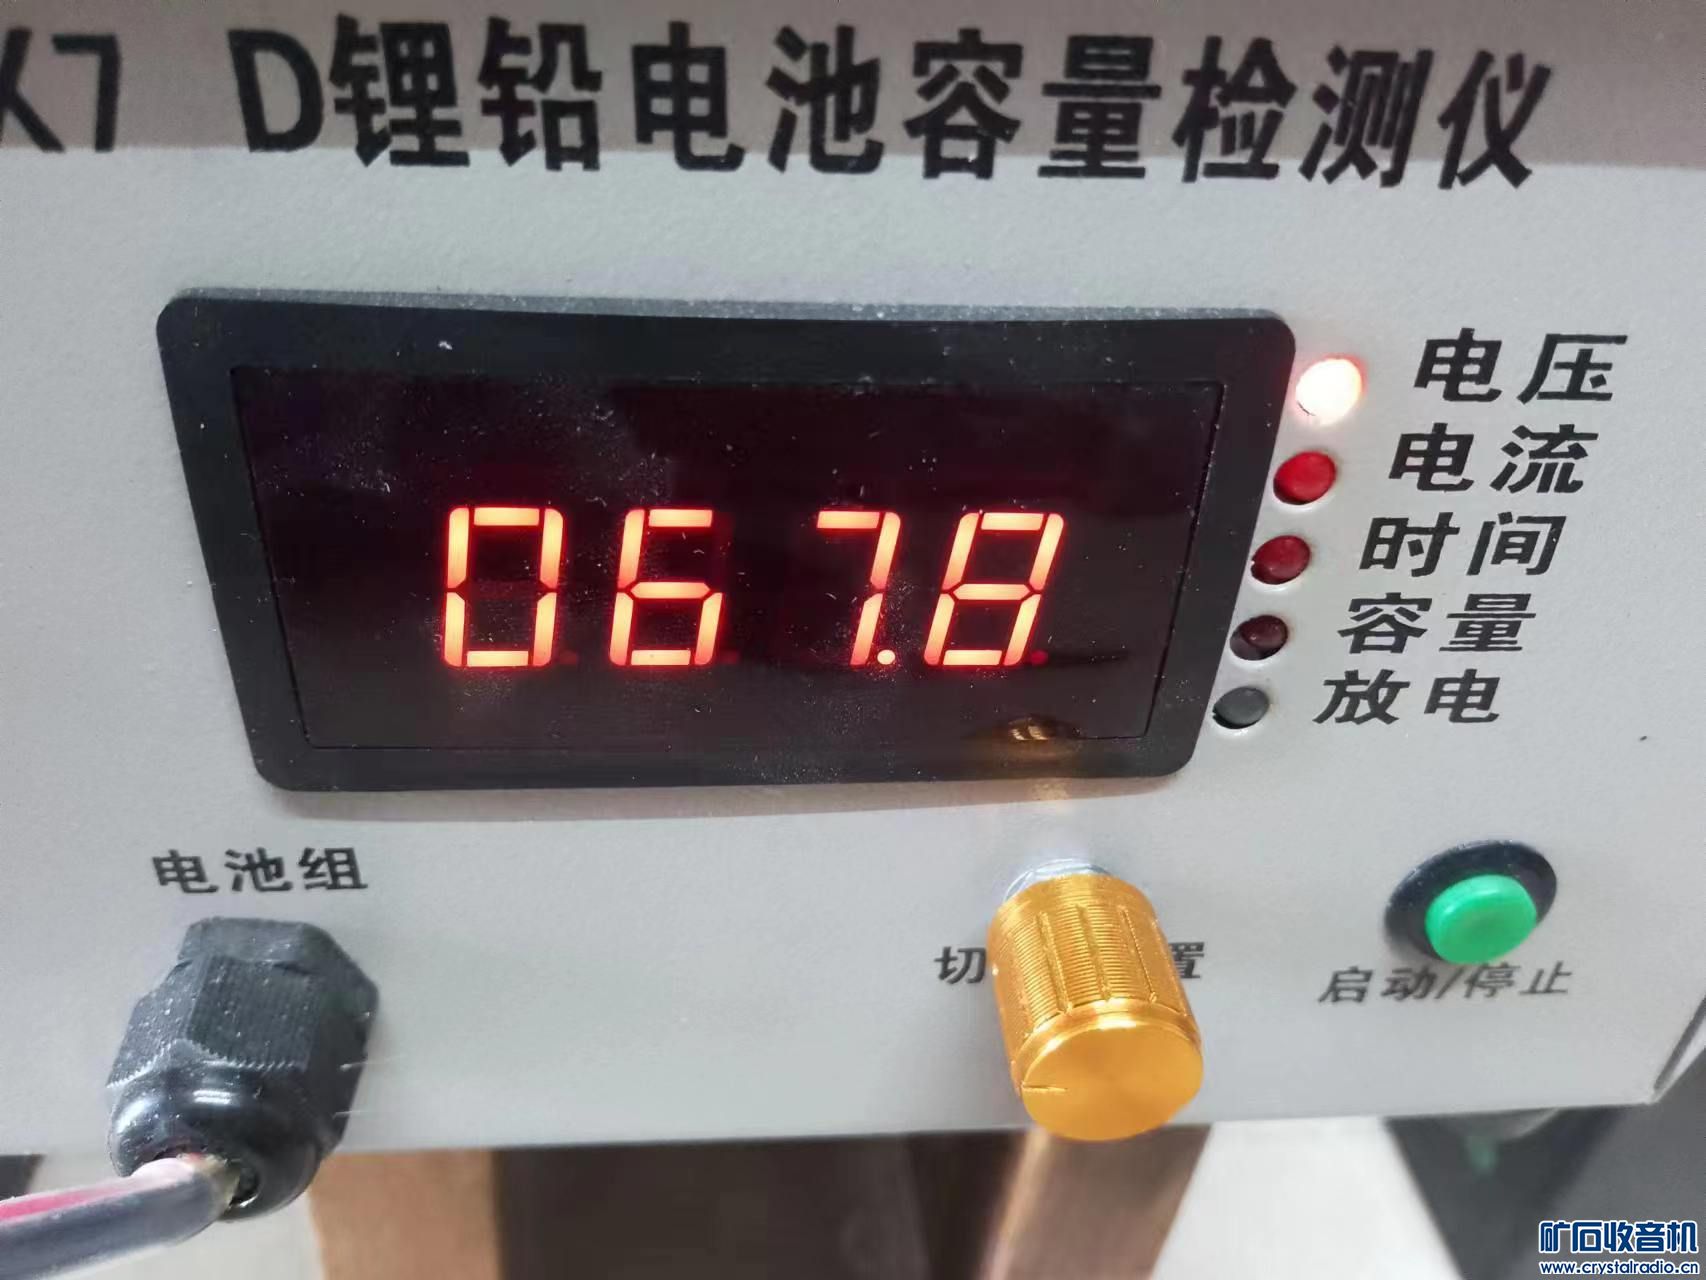 X7 D锂铅电池容量检测仪
067.8
电压
电流
时间
容量
放电
电池组
切 置
启动/停止
矿石收音机
www.crystalradio.cn